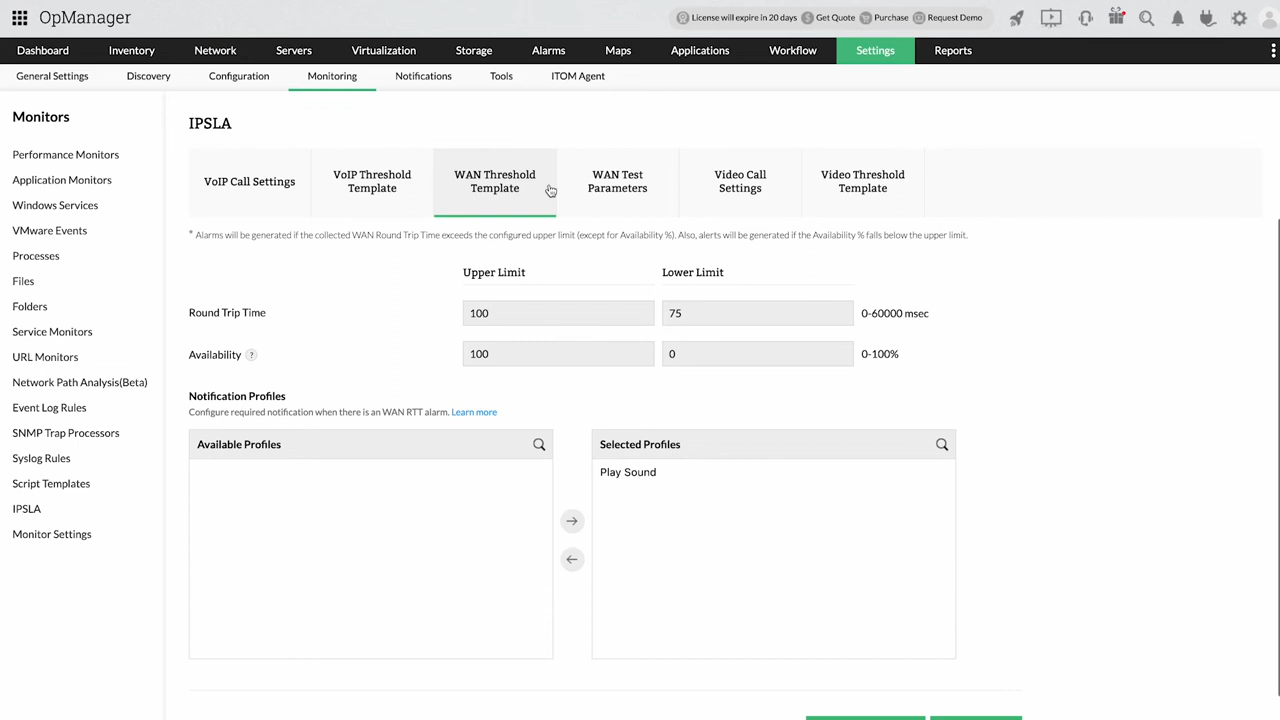 OpManager
License will expire in 20 days
Get Quote
Purchase
Request Demo
Dashboard
Inventory
Network
Servers
Virtualization
Storage
Alarms
Maps
Applications
Workflow
Settings
Reports
General Settings
Discovery
Configuration
Monitoring
Notifications
Tools
ITOM Agent
Monitors
Performance Monitors
Application Monitors
Windows Services
VMware Events
Processes
Files
Folders
Service Monitors
URL Monitors
Network Path Analysis(Beta)
Event Log Rules
SNMP Trap Processors
Syslog Rules
Script Templates
IPSLA
Monitor Settings
IPSLA
VoIP Call Settings
VoIP Threshold
Template
WAN Threshold
Template
WAN Test
Parameters
Video Call
Settings
Video Threshold
Template
* Alarms will be generated if the collected WAN Round Trip Time exceeds the configured upper limit (except for Availability %). Also, alerts will be generated if the Availability % falls below the upper limit.
Upper Limit
Lower Limit
Round Trip Time
100
75
0-60000 msec
Availability ?
100
0
0-100%
Notification Profiles
Configure required notification when there is an WAN RTT alarm. Learn more
Available Profiles
Selected Profiles
Play Sound